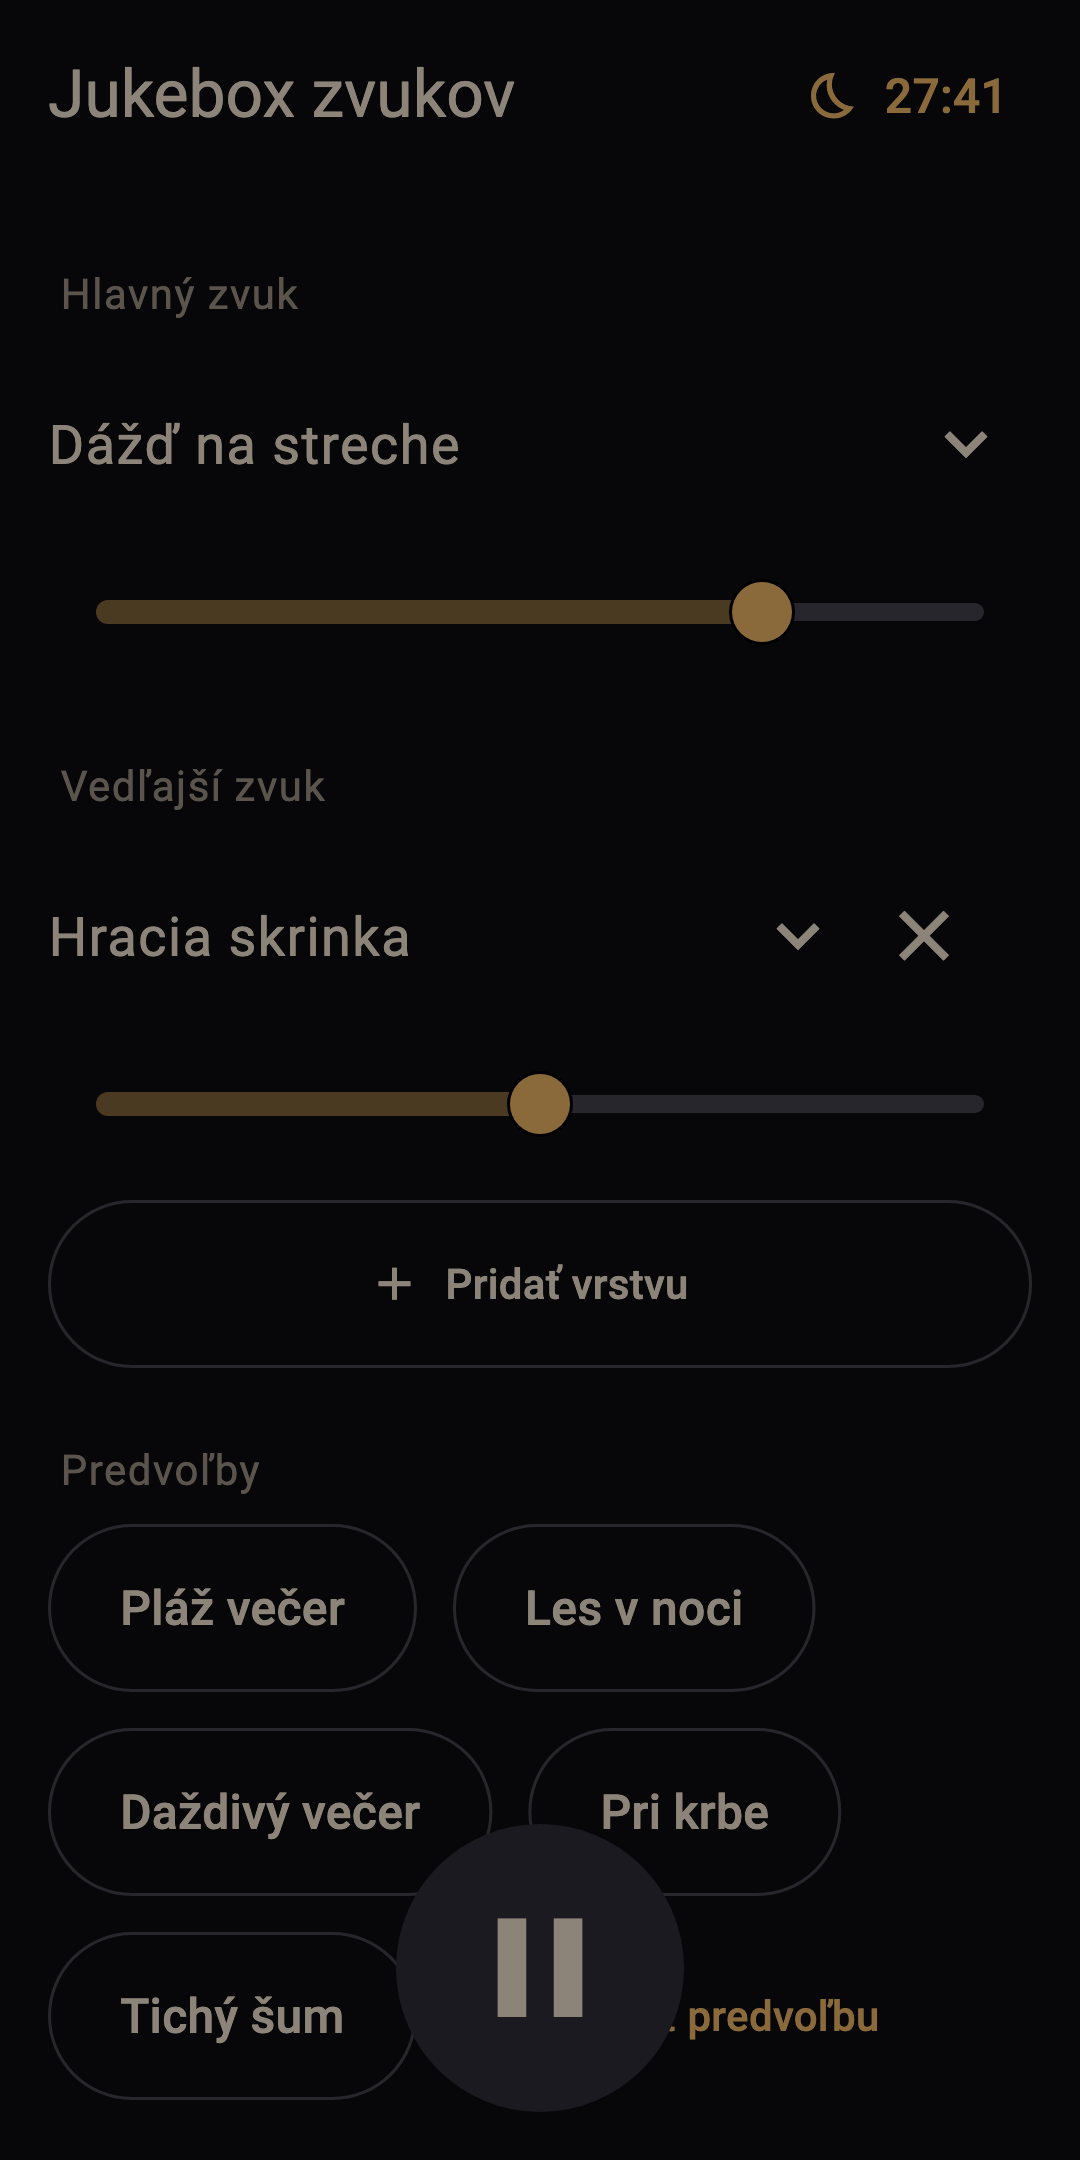 Jukebox zvukov
27:41
Hlavný zvuk
Dážď na streche
Vedľajší zvuk
Hracia skrinka
Pridať vrstvu
Predvoľby
Pláž večer
Les v noci
Daždivý večer
Pri krbe
Tichý šum
predvoľbu